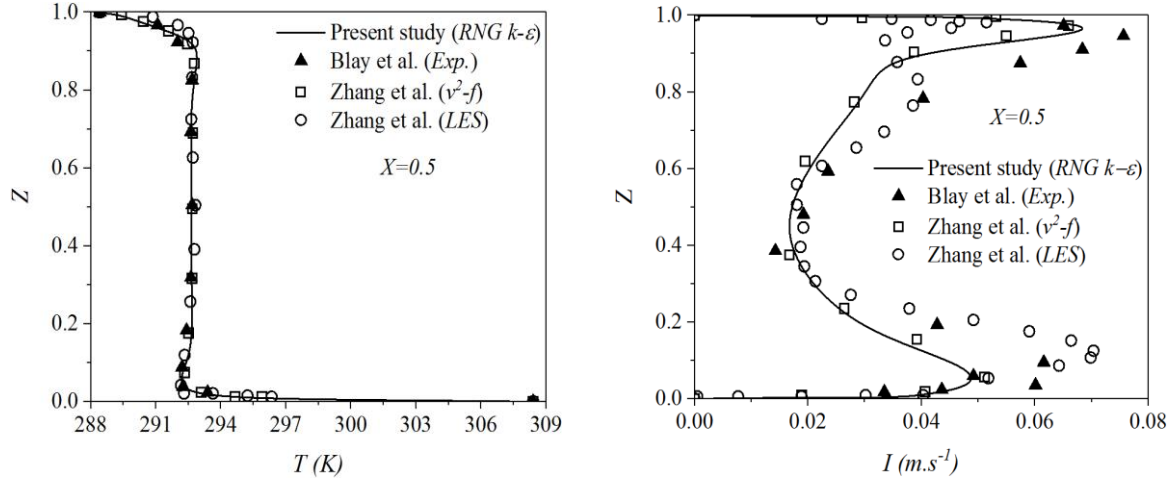 1.0
0.8
0.6
0.4
0.2
0.0
Z
Present study (RNG k-ε)
Blay et al. (Exp.)
Zhang et al. (v²-f)
Zhang et al. (LES)
X=0.5
288 291 294 297 300 303 306 309
T (K)
1.0
0.8
0.6
0.4
0.2
0.0
Z
X=0.5
Present study (RNG k−ε)
Blay et al. (Exp.)
Zhang et al. (v²-f)
Zhang et al. (LES)
0.00 0.02 0.04 0.06 0.08
I (m.s⁻¹)